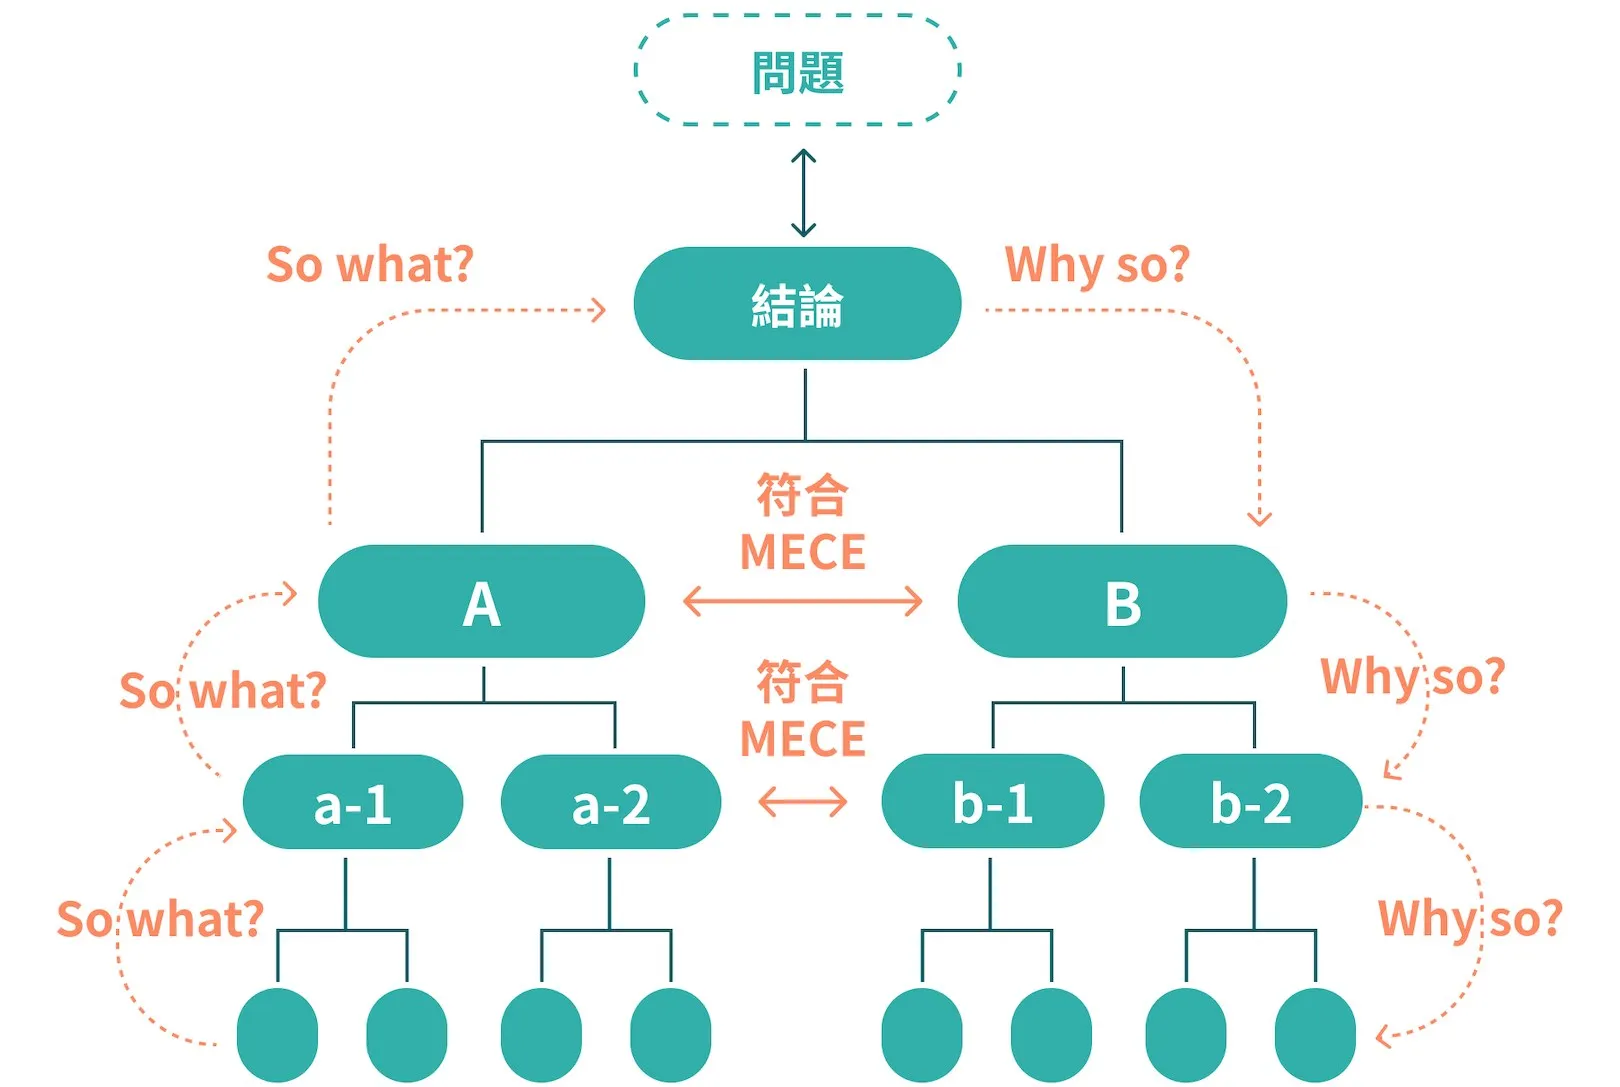 問題
So what?
Why so?
結論
符合
MECE
A
B
So what?
符合
MECE
Why so?
a-1
a-2
b-1
b-2
So what?
Why so?